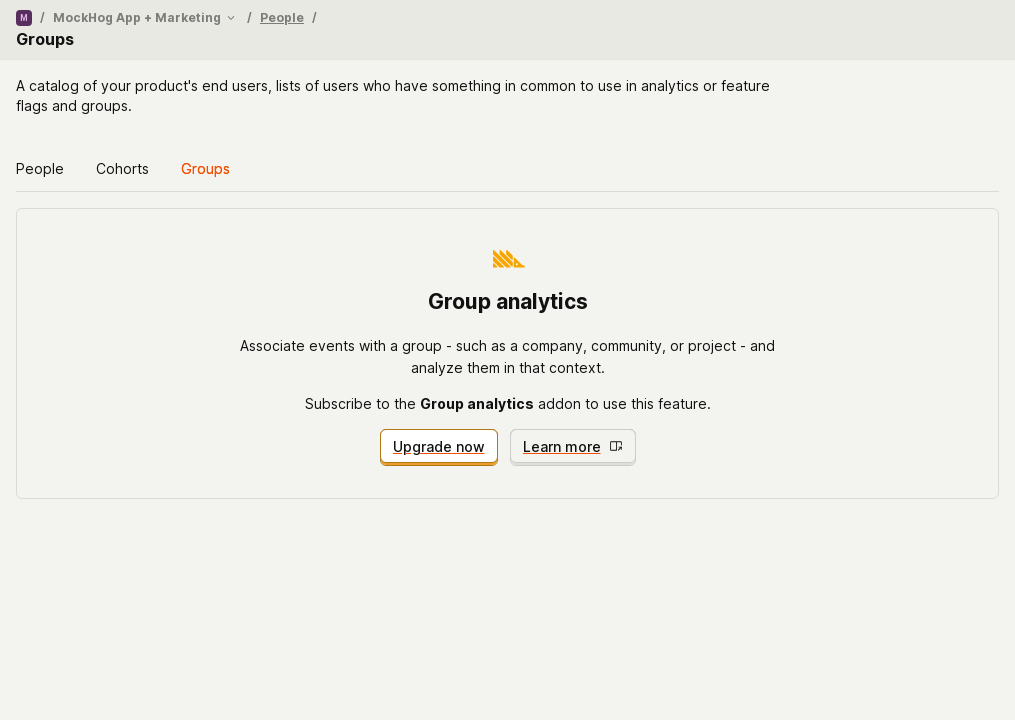 M / MockHog App + Marketing / People /
Groups
A catalog of your product's end users, lists of users who have something in common to use in analytics or feature
flags and groups.
People Cohorts Groups
Group analytics
Associate events with a group - such as a company, community, or project - and
analyze them in that context.
Subscribe to the Group analytics addon to use this feature.
Upgrade now Learn more